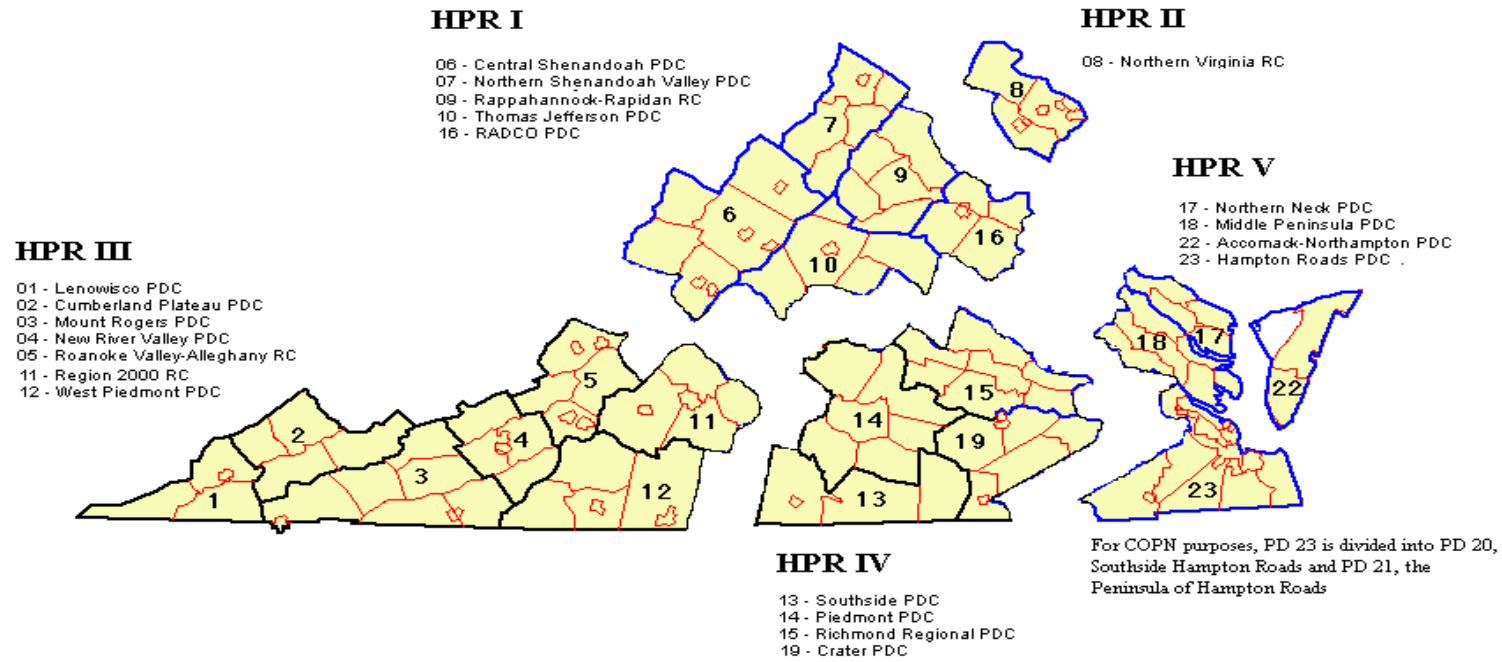 HPR I
06 - Central Shenandoah PDC
07 - Northern Shenandoah Valley PDC
09 - Rappahannock-Rapidan RC
10 - Thomas Jefferson PDC
16 - RADCO PDC
HPR II
08 - Northern Virginia RC
HPR V
17 - Northern Neck PDC
18 - Middle Peninsula PDC
22 - Accomack-Northampton PDC
23 - Hampton Roads PDC
HPR III
01 - Lenowisco PDC
02 - Cumberland Plateau PDC
03 - Mount Rogers PDC
04 - New River Valley PDC
05 - Roanoke Valley-Alleghany RC
11 - Region 2000 RC
12 - West Piedmont PDC
7
8
9
6
16
10
17
18
22
5
15
14
11
2
4
19
3
1
12
13
23
For COPN purposes, PD 23 is divided into PD 20,
Southside Hampton Roads and PD 21, the
Peninsula of Hampton Roads
HPR IV
13 - Southside PDC
14 - Piedmont PDC
15 - Richmond Regional PDC
19 - Crater PDC